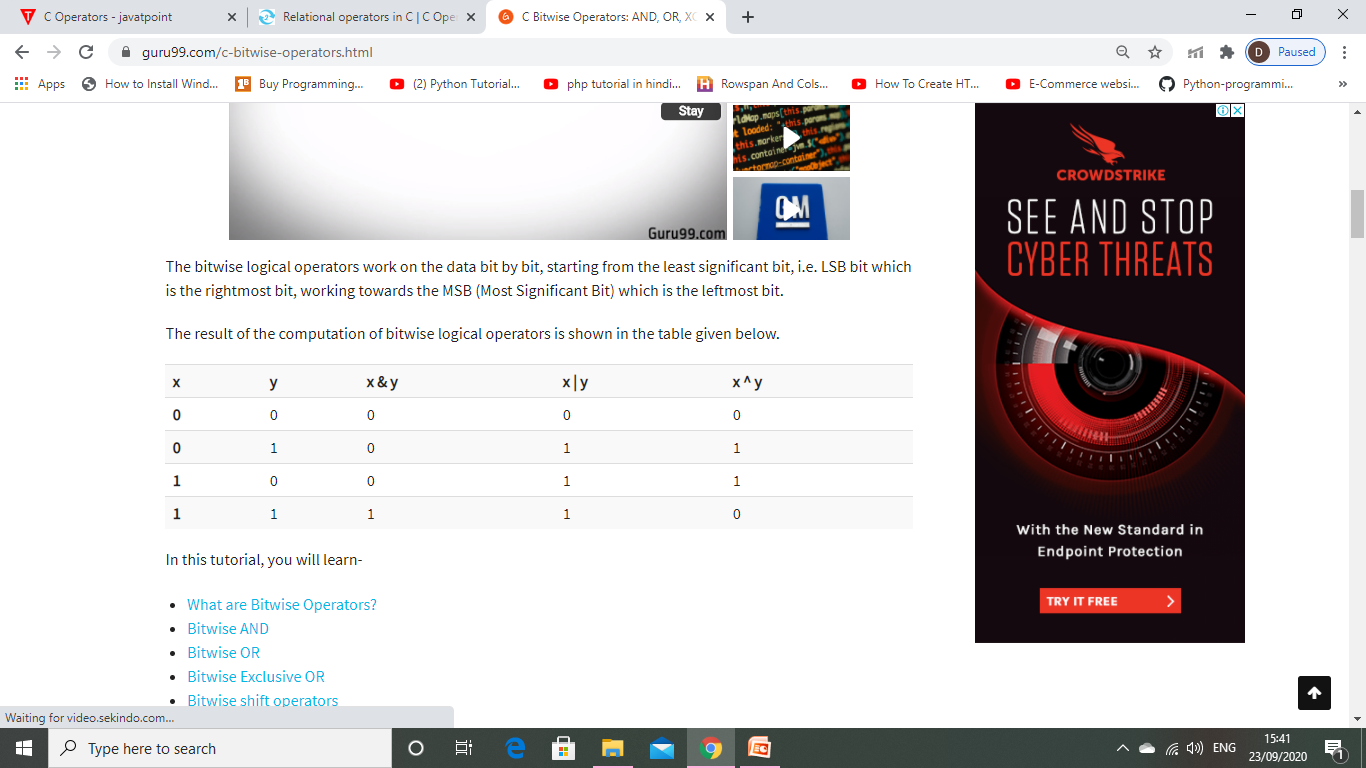 C Operators - javatpoint
Relational operators in C | C Ope
C Bitwise Operators: AND, OR, XO
guru99.com/c-bitwise-operators.html
D Paused
Apps How to Install Wind... Buy Programming... (2) Python Tutorial... php tutorial in hindi... Rowspan And Cols... How To Create HT... E-Commerce websi... Python-programmi... »
Stay
Guru99.com
The bitwise logical operators work on the data bit by bit, starting from the least significant bit, i.e. LSB bit which
is the rightmost bit, working towards the MSB (Most Significant Bit) which is the leftmost bit.
The result of the computation of bitwise logical operators is shown in the table given below.
x y x & y x | y x ^ y
0 0 0 0 0
0 1 0 1 1
1 0 0 1 1
1 1 1 1 0
In this tutorial, you will learn-
• What are Bitwise Operators?
• Bitwise AND
• Bitwise OR
• Bitwise Exclusive OR
• Bitwise shift operators
CROWDSTRIKE
SEE AND STOP
CYBER THREATS
With the New Standard in
Endpoint Protection
TRY IT FREE
Waiting for video.sekindo.com...
Type here to search
ENG
15:41
23/09/2020
1